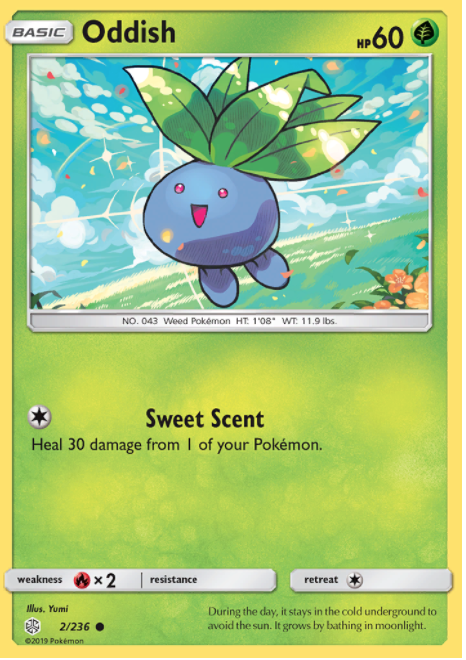 BASIC Oddish HP 60
NO. 043 Weed Pokémon HT: 1'08" WT: 11.9 lbs.
Sweet Scent
Heal 30 damage from 1 of your Pokémon.
weakness × 2 resistance retreat
Illus. Yumi
During the day, it stays in the cold underground to
avoid the sun. It grows by bathing in moonlight.
2/236
©2019 Pokémon